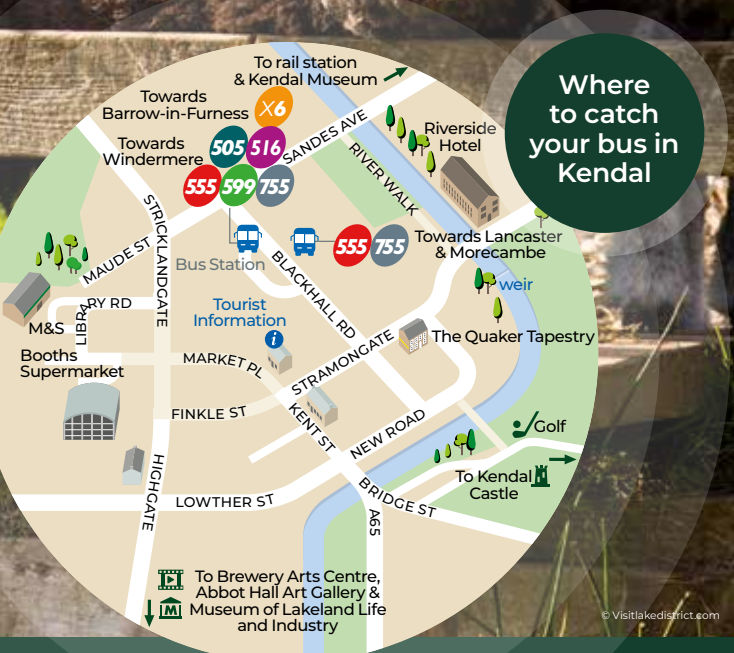 Where
to catch
your bus in
Kendal
To rail station
& Kendal Museum
Towards
Barrow-in-Furness
X6
Towards
Windermere
505 516
555 599 755
SANDES AVE
Riverside
Hotel
RIVER WALK
STRICKLANDGATE
MAUDE ST
Bus Station
555 755
Towards Lancaster
& Morecambe
weir
BLACKHALL RD
LIBRARY RD
M&S
Tourist
Information
i
Booths
Supermarket
MARKET PL
STRAMONGATE
The Quaker Tapestry
FINKLE ST
KENT ST
NEW ROAD
Golf
HIGHGATE
LOWTHER ST
BRIDGE ST
To Kendal
Castle
A65
To Brewery Arts Centre,
Abbot Hall Art Gallery &
M
Museum of Lakeland Life
and Industry
© Visitlakedistrict.com